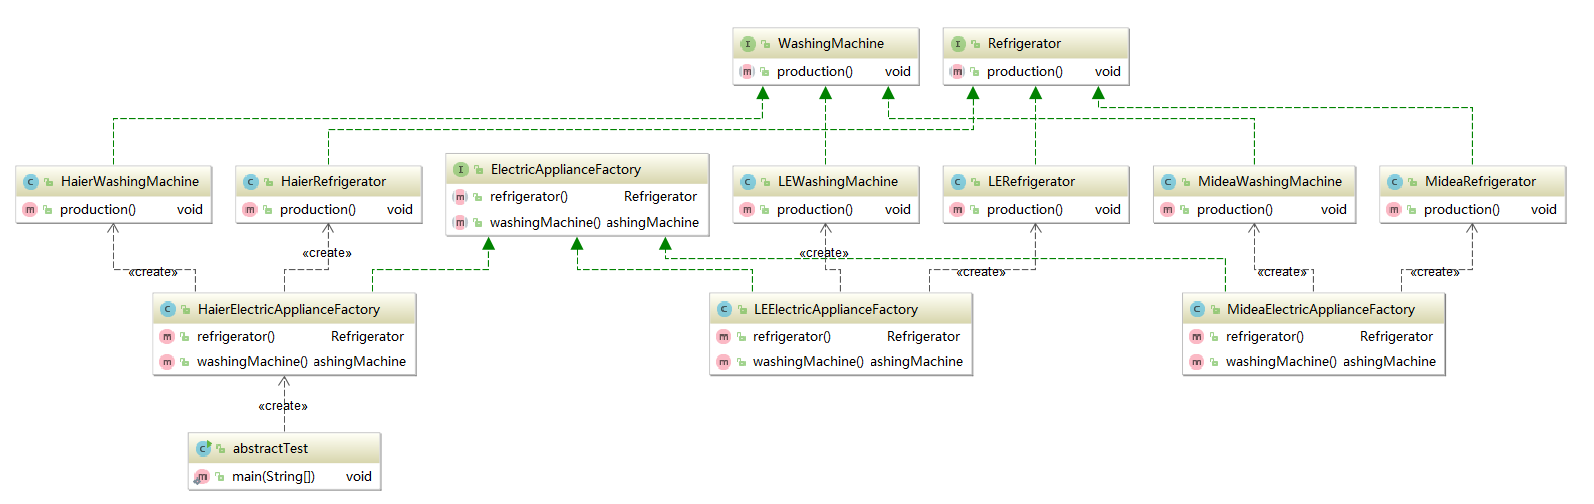 WashingMachine
production() void
Refrigerator
production() void
HaierWashingMachine
production() void
HaierRefrigerator
production() void
ElectricApplianceFactory
refrigerator() Refrigerator
washingMachine() ashingMachine
LEWashingMachine
production() void
LERefrigerator
production() void
MideaWashingMachine
production() void
MideaRefrigerator
production() void
«create»
«create»
«create»
«create»
«create»
«create»
HaierElectricApplianceFactory
refrigerator() Refrigerator
washingMachine() ashingMachine
LEElectricApplianceFactory
refrigerator() Refrigerator
washingMachine() ashingMachine
MideaElectricApplianceFactory
refrigerator() Refrigerator
washingMachine() ashingMachine
«create»
abstractTest
main(String[]) void